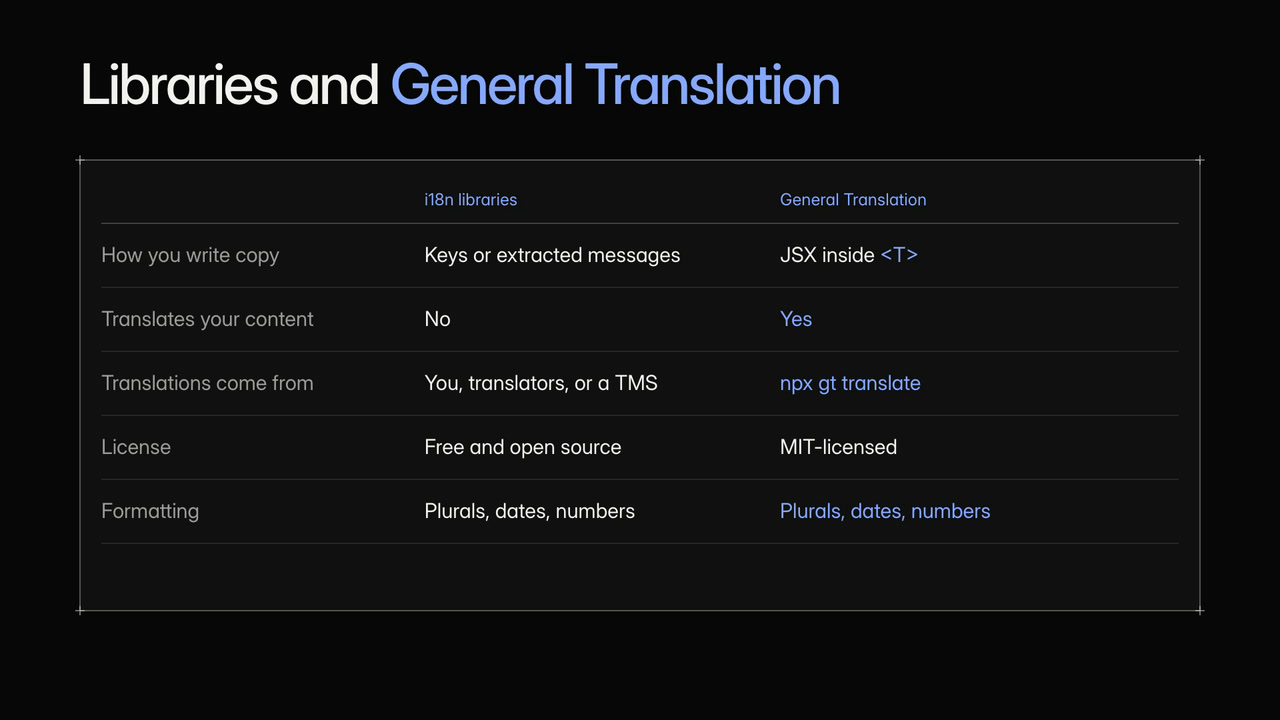 Libraries and General Translation
i18n libraries General Translation
How you write copy Keys or extracted messages JSX inside <T>
Translates your content No Yes
Translations come from You, translators, or a TMS npx gt translate
License Free and open source MIT-licensed
Formatting Plurals, dates, numbers Plurals, dates, numbers